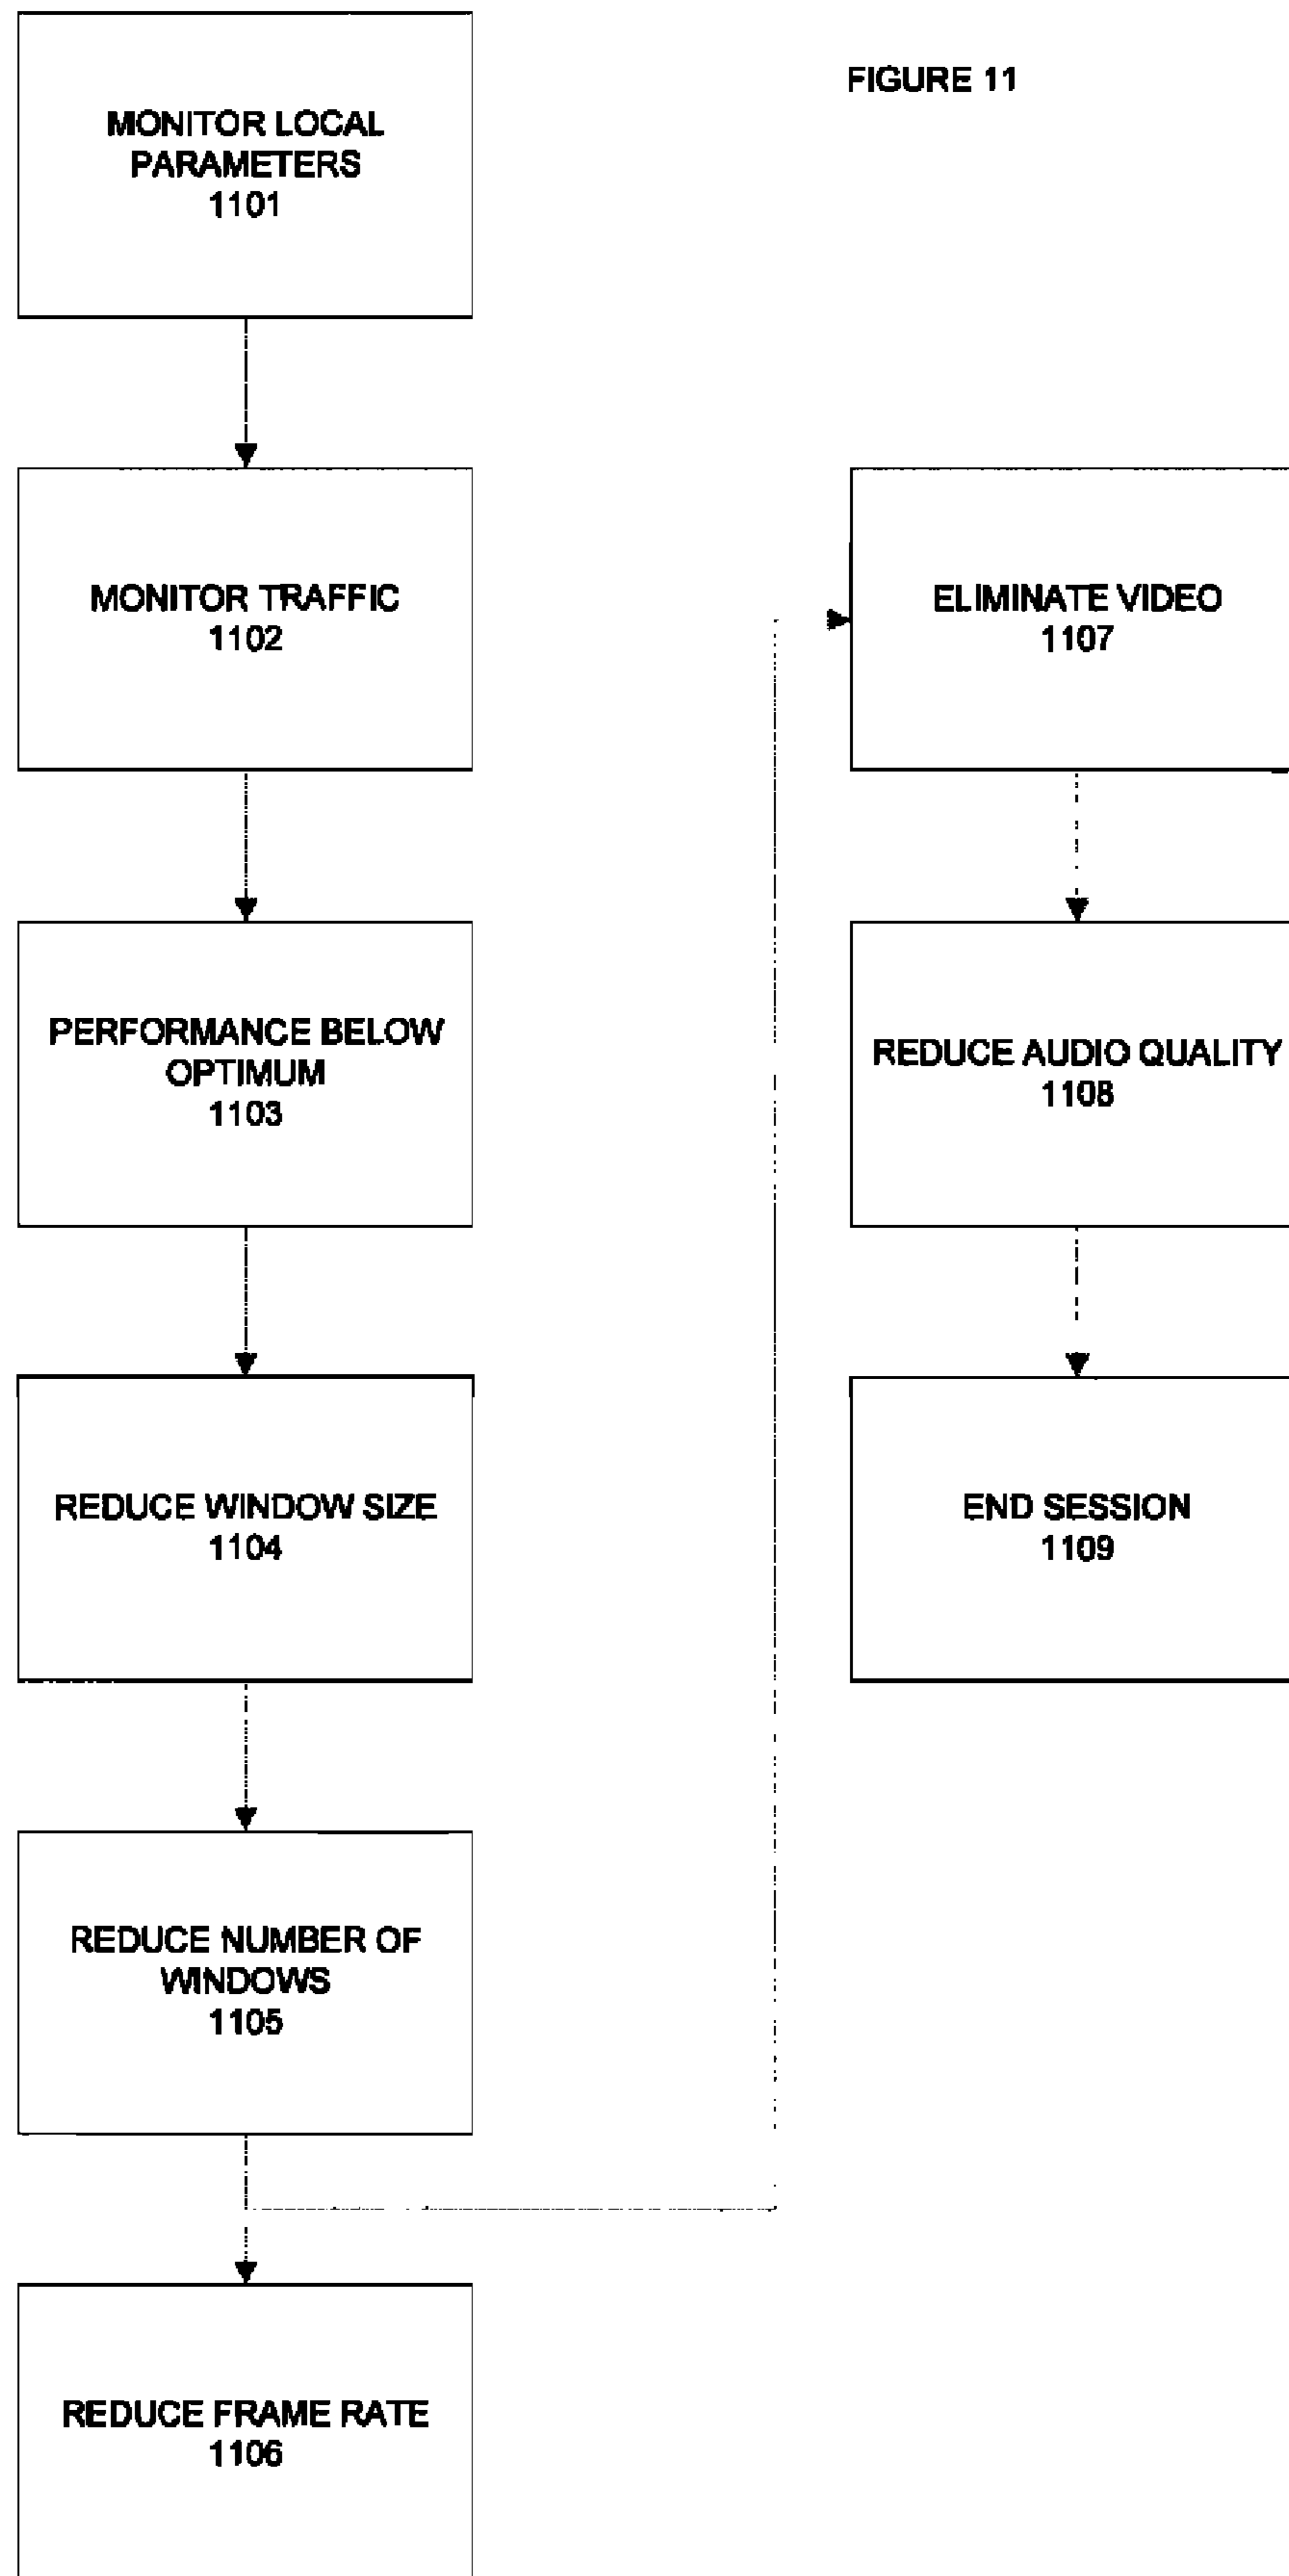 FIGURE 11
MONITOR LOCAL
PARAMETERS
1101
MONITOR TRAFFIC
1102
PERFORMANCE BELOW
OPTIMUM
1103
REDUCE WINDOW SIZE
1104
REDUCE NUMBER OF
WINDOWS
1105
REDUCE FRAME RATE
1106
ELIMINATE VIDEO
1107
REDUCE AUDIO QUALITY
1108
END SESSION
1109